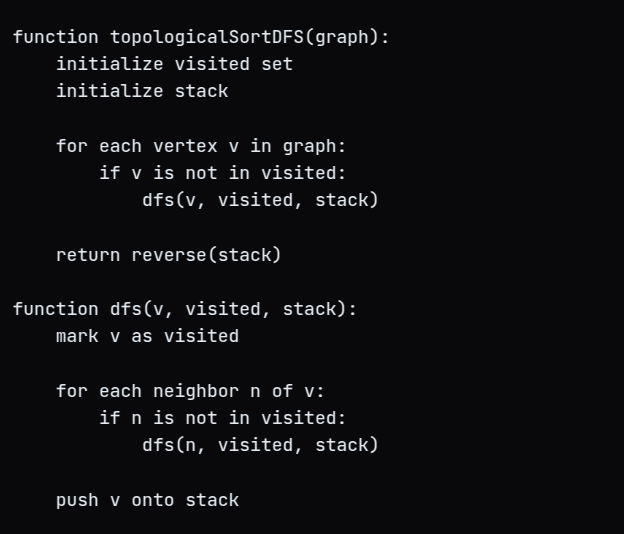 function topologicalSortDFS(graph):
    initialize visited set
    initialize stack

    for each vertex v in graph:
        if v is not in visited:
            dfs(v, visited, stack)

    return reverse(stack)

function dfs(v, visited, stack):
    mark v as visited

    for each neighbor n of v:
        if n is not in visited:
            dfs(n, visited, stack)

    push v onto stack